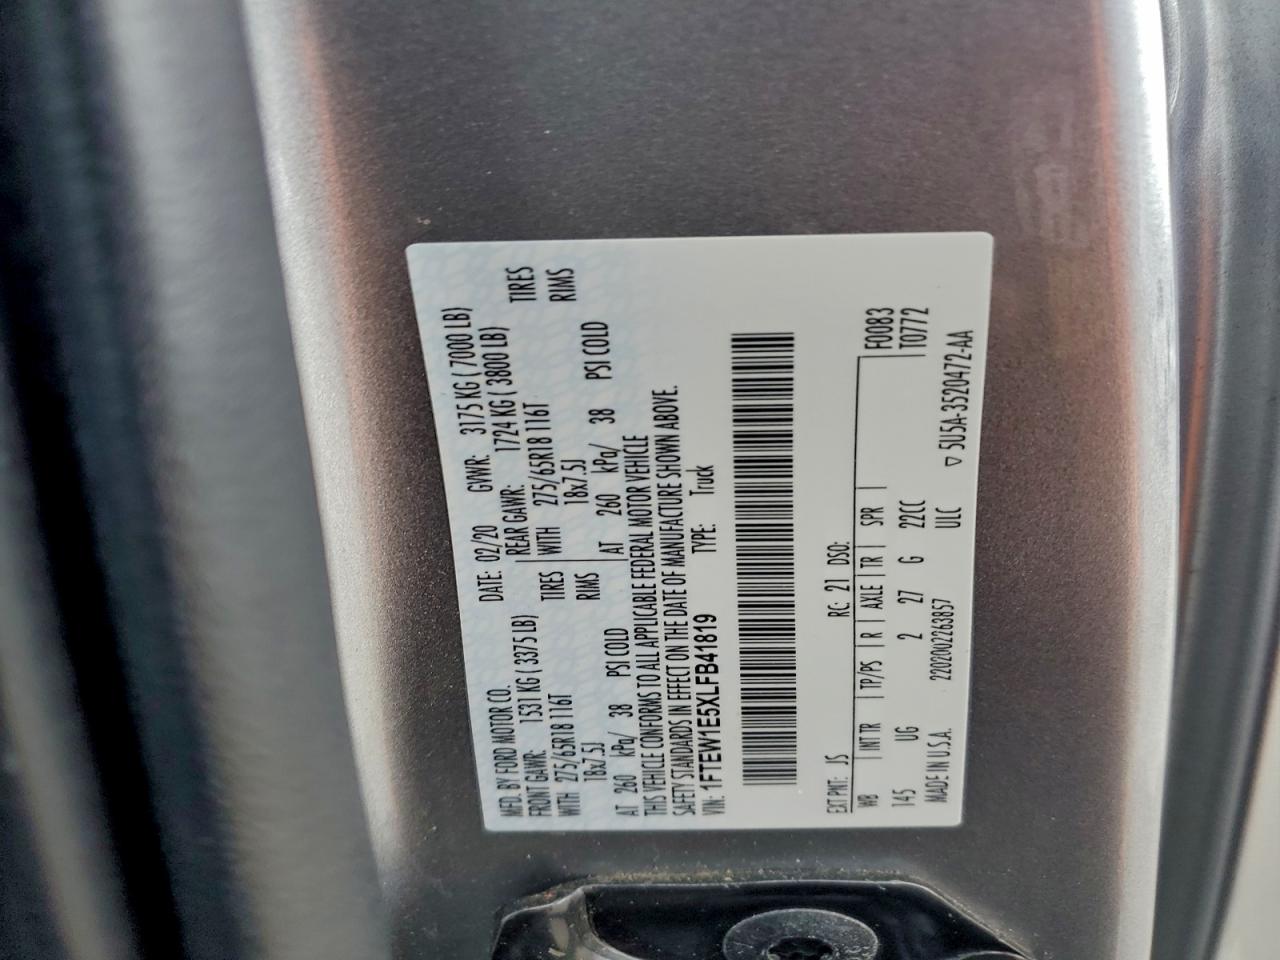 MFD. BY FORD MOTOR CO.
DATE: 02/20 GVWR: 3175 KG ( 7000 LB)
FRONT GAWR: 1531 KG ( 3375 LB) REAR GAWR: 1724 KG ( 3800 LB)
WITH 275/65R18 116T TIRES WITH 275/65R18 116T TIRES
18x7.5J RIMS 18x7.5J RIMS
AT 260 kPa/ 38 PSI COLD AT 260 kPa/ 38 PSI COLD
THIS VEHICLE CONFORMS TO ALL APPLICABLE FEDERAL MOTOR VEHICLE
SAFETY STANDARDS IN EFFECT ON THE DATE OF MANUFACTURE SHOWN ABOVE.
VIN: 1FTEW1E5XLFB41819 TYPE: Truck
EXT PNT: JS RC: 21 DSO:
WB INT TR TP/PS R AXLE TR SPR F0083
145 UG 2 27 G 22CC T0772
MADE IN U.S.A. 2202002263857 ULC ▽ 5U5A-3520472-AA